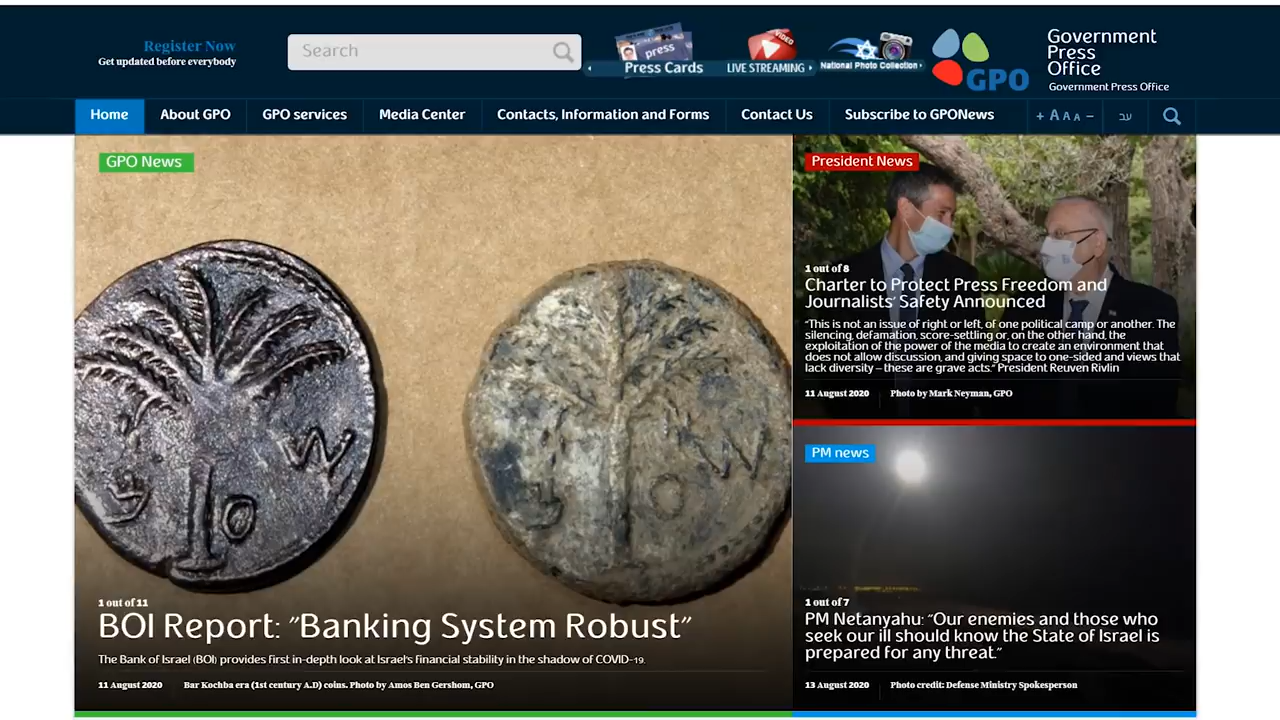 Register Now
Get updated before everybody
Search
press
Press Cards
VIDEO
LIVE STREAMING
National Photo Collection
GPO
Government
Press
Office
Government Press Office
Home
About GPO
GPO services
Media Center
Contacts, Information and Forms
Contact Us
Subscribe to GPONews
+ A A A −
עב
GPO News
1 out of 11
BOI Report: "Banking System Robust"
The Bank of Israel (BOI) provides first in-depth look at Israel's financial stability in the shadow of COVID-19.
11 August 2020 Bar Kochba era (1st century A.D) coins. Photo by Amos Ben Gershom, GPO
President News
1 out of 8
Charter to Protect Press Freedom and
Journalists' Safety Announced
"This is not an issue of right or left, of one political camp or another. The
silencing, defamation, score-settling or, on the other hand, the
exploitation of the power of the media to create an environment that
does not allow discussion, and giving space to one-sided and views that
lack diversity – these are grave acts." President Reuven Rivlin
11 August 2020 Photo by Mark Neyman, GPO
PM news
1 out of 7
PM Netanyahu: "Our enemies and those who
seek our ill should know the State of Israel is
prepared for any threat."
13 August 2020 Photo credit: Defense Ministry Spokesperson